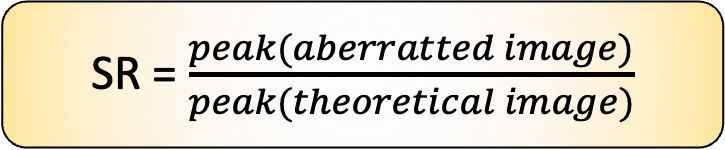 SR = peak(aberratted image)
peak(theoretical image)